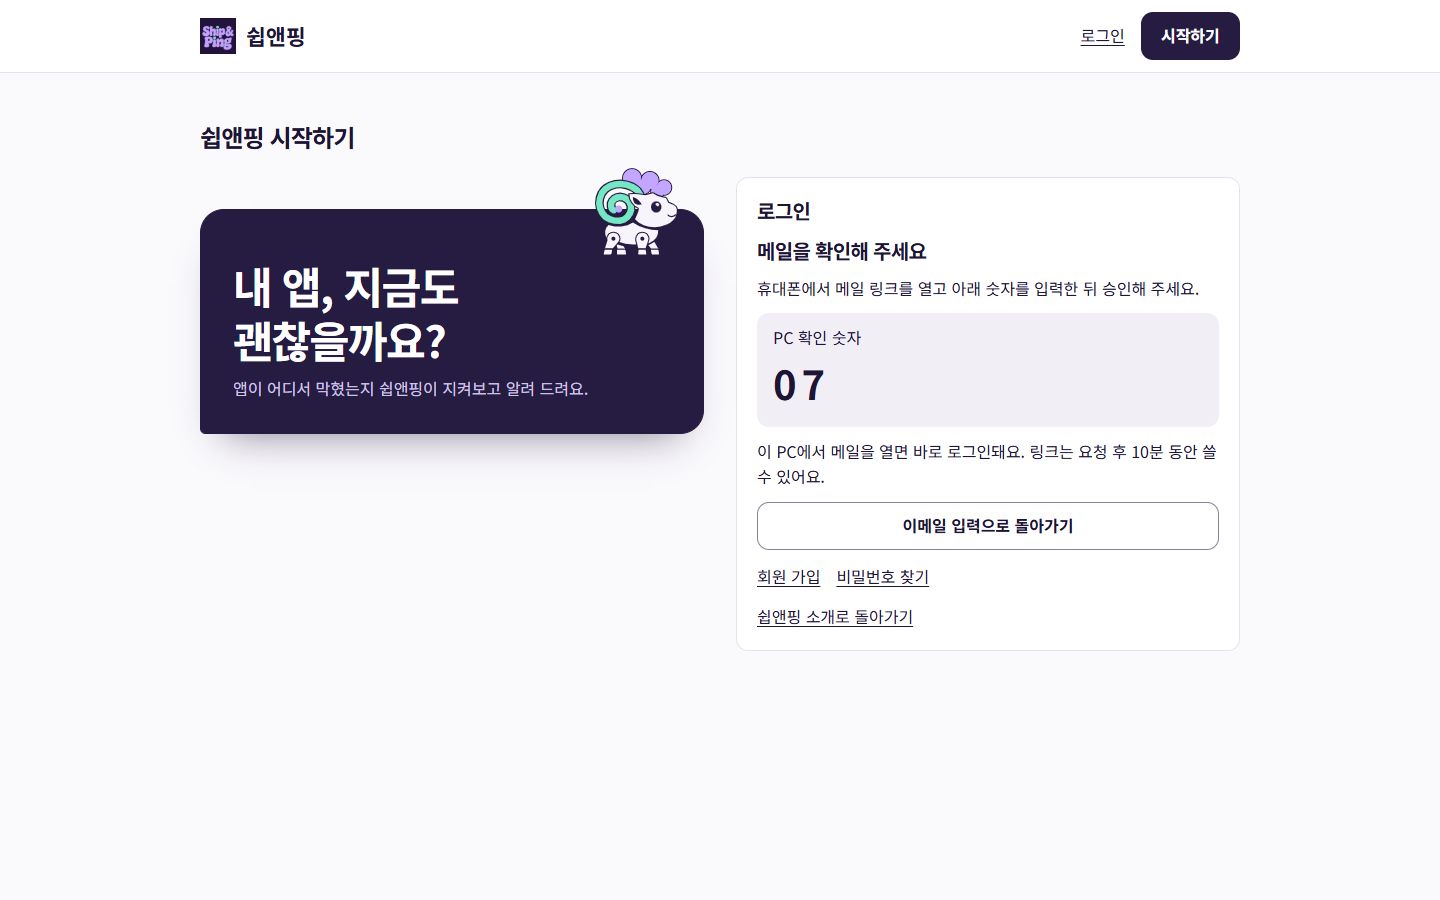 Ship&
Ping
쉽앤핑
로그인
시작하기
쉽앤핑 시작하기
내 앱, 지금도
괜찮을까요?
앱이 어디서 막혔는지 쉽앤핑이 지켜보고 알려 드려요.
로그인
메일을 확인해 주세요
휴대폰에서 메일 링크를 열고 아래 숫자를 입력한 뒤 승인해 주세요.
PC 확인 숫자
07
이 PC에서 메일을 열면 바로 로그인돼요. 링크는 요청 후 10분 동안 쓸
수 있어요.
이메일 입력으로 돌아가기
회원 가입 비밀번호 찾기
쉽앤핑 소개로 돌아가기